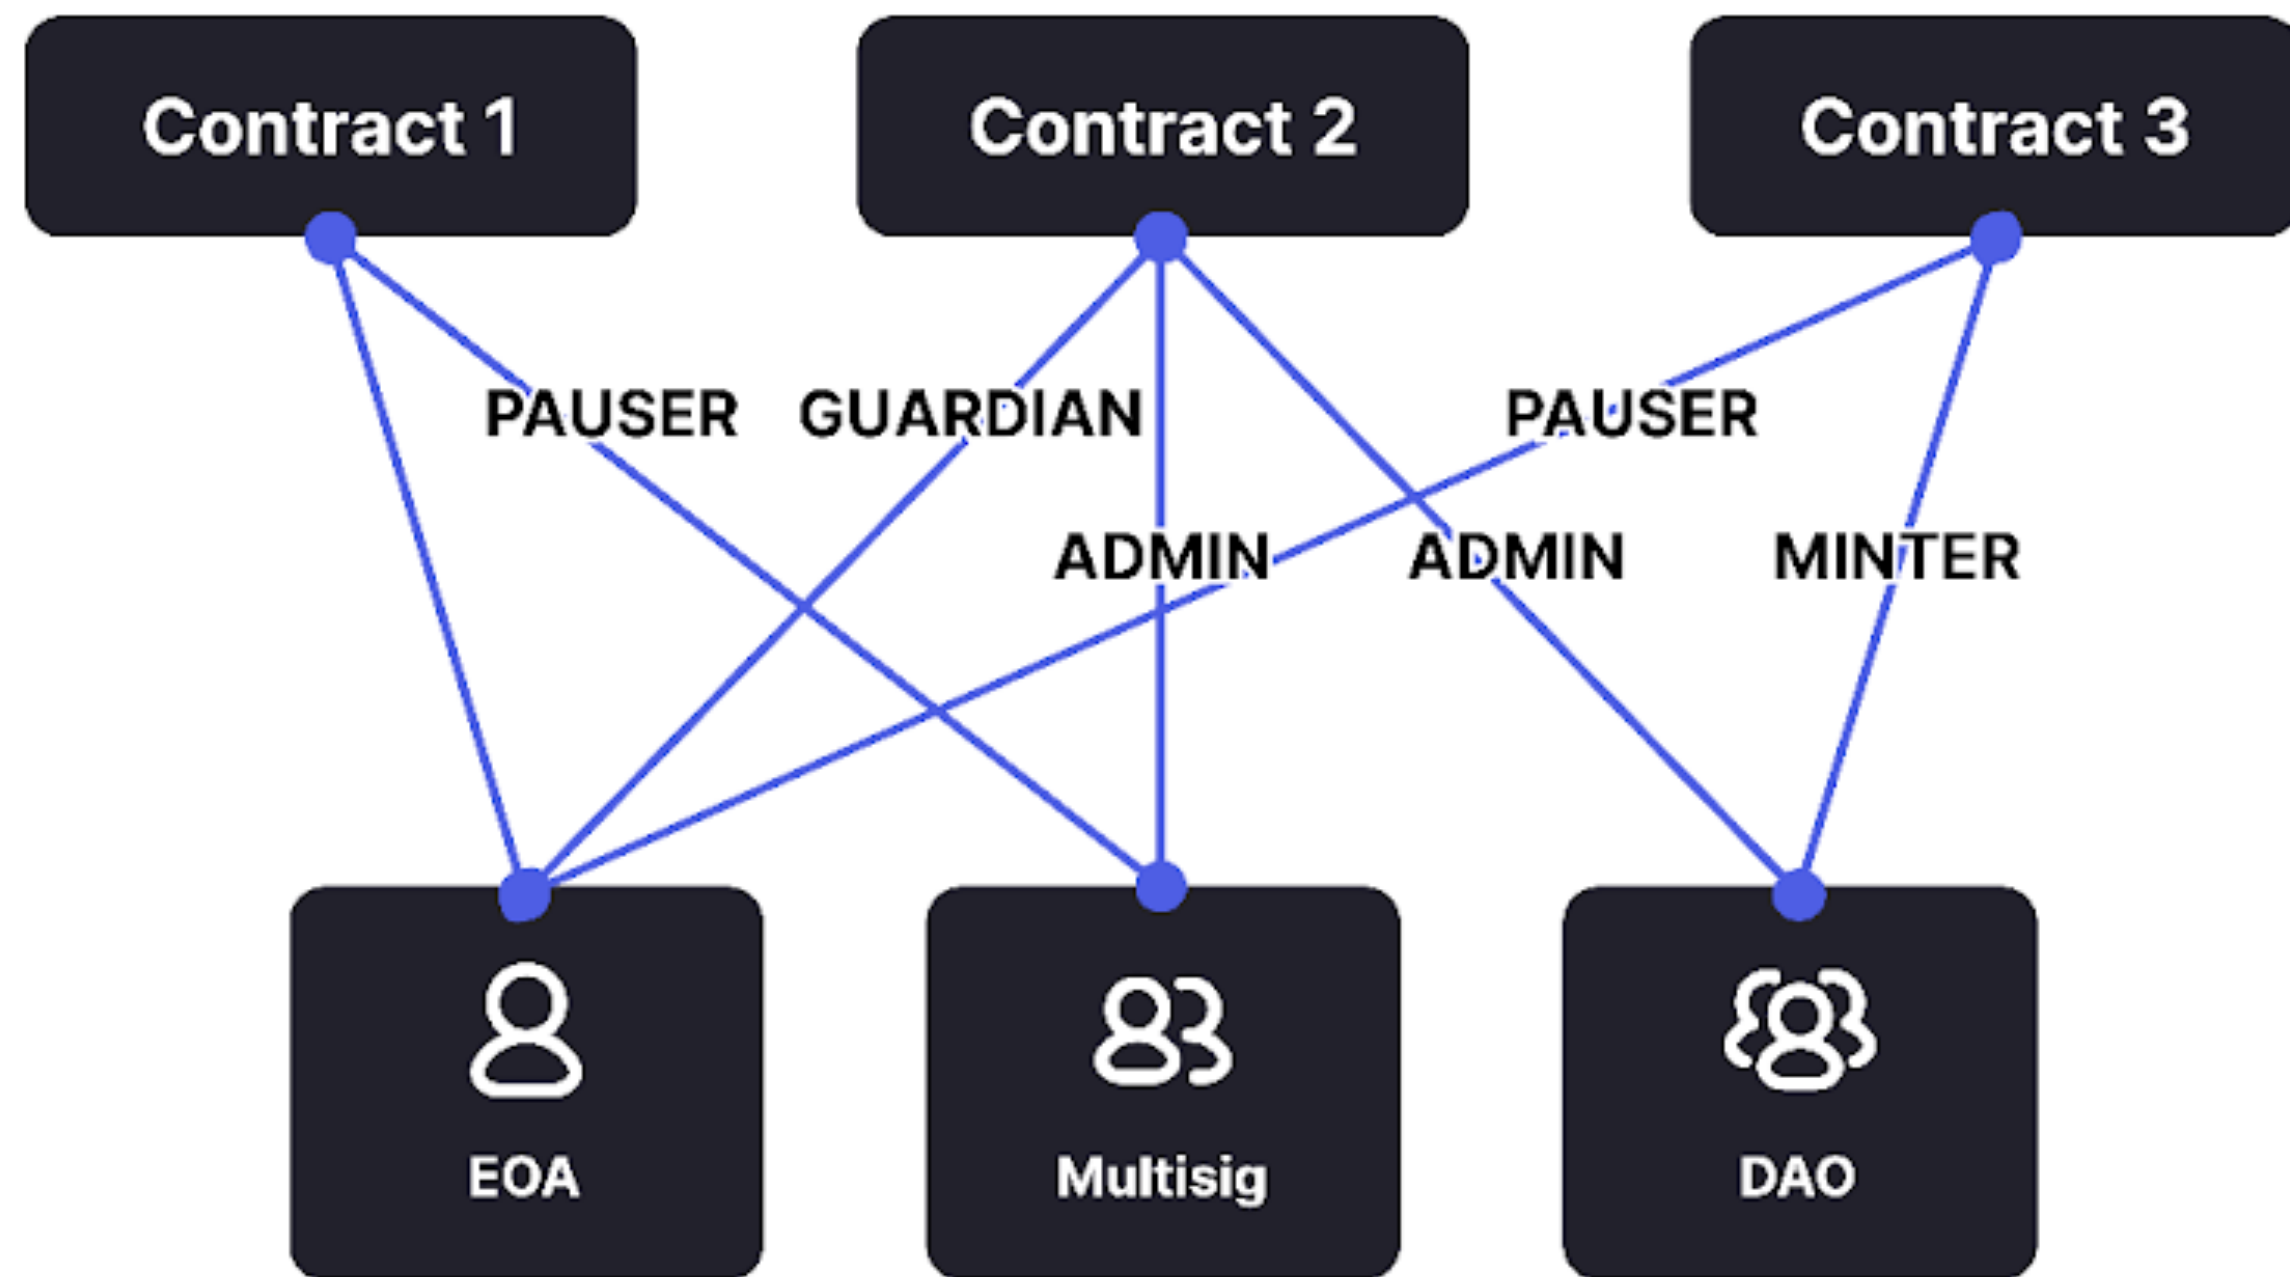 Contract 1
Contract 2
Contract 3
PAUSER
GUARDIAN
PAUSER
ADMIN
ADMIN
MINTER
EOA
Multisig
DAO